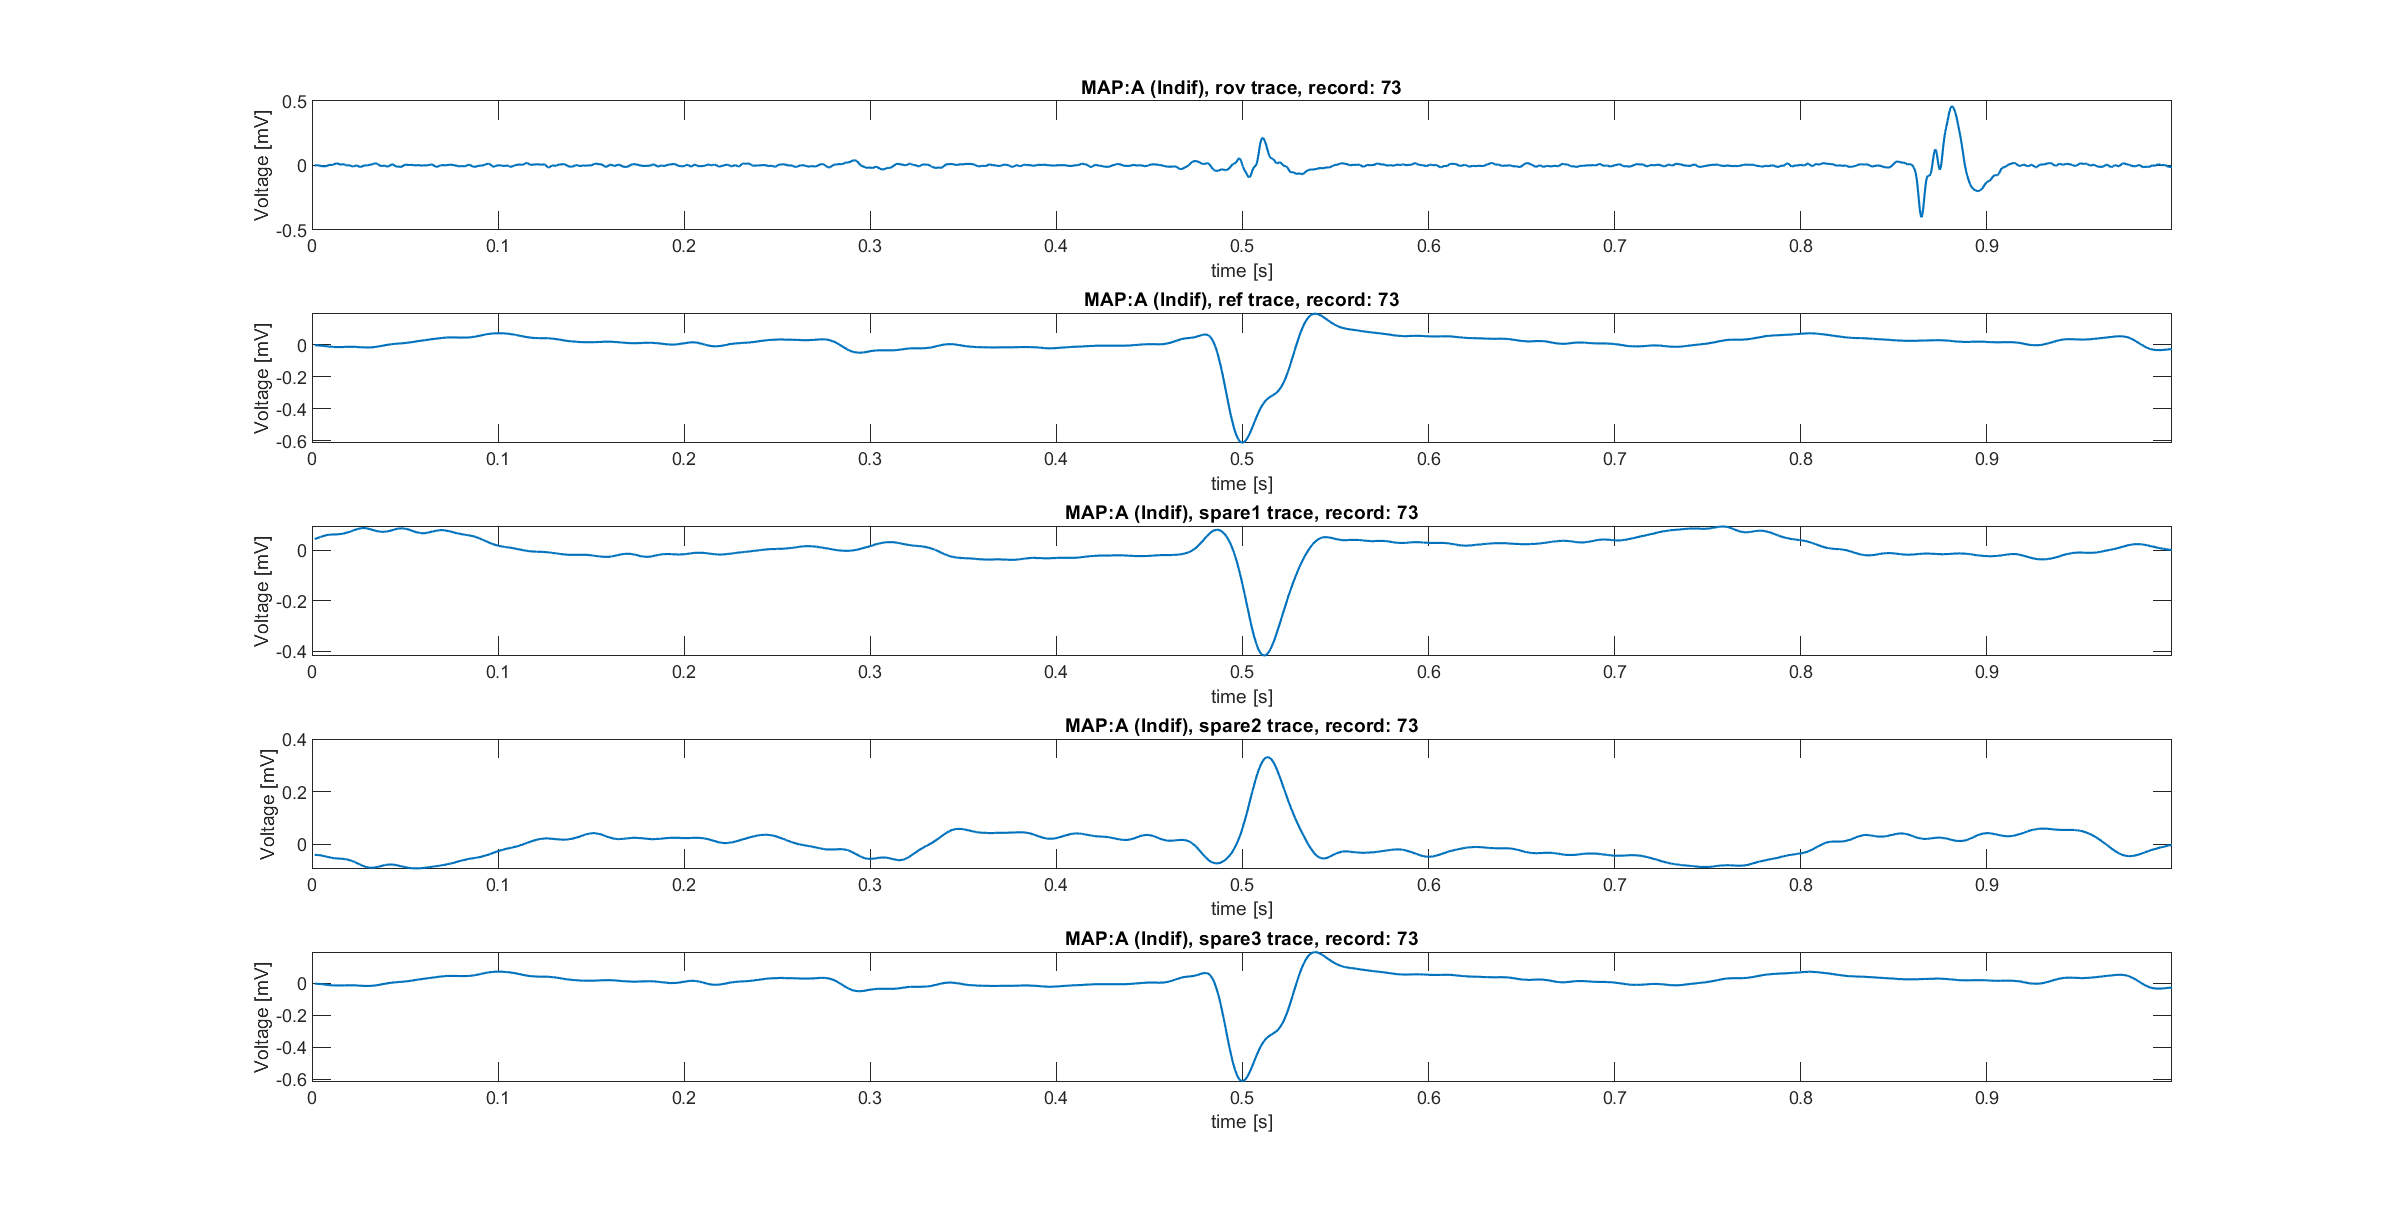 MAP:A (Indif), rov trace, record: 73
Voltage [mV]
0.5
0
-0.5
0 0.1 0.2 0.3 0.4 0.5 0.6 0.7 0.8 0.9
time [s]
MAP:A (Indif), ref trace, record: 73
Voltage [mV]
0
-0.2
-0.4
-0.6
0 0.1 0.2 0.3 0.4 0.5 0.6 0.7 0.8 0.9
time [s]
MAP:A (Indif), spare1 trace, record: 73
Voltage [mV]
0
-0.2
-0.4
0 0.1 0.2 0.3 0.4 0.5 0.6 0.7 0.8 0.9
time [s]
MAP:A (Indif), spare2 trace, record: 73
Voltage [mV]
0.4
0.2
0
0 0.1 0.2 0.3 0.4 0.5 0.6 0.7 0.8 0.9
time [s]
MAP:A (Indif), spare3 trace, record: 73
Voltage [mV]
0
-0.2
-0.4
-0.6
0 0.1 0.2 0.3 0.4 0.5 0.6 0.7 0.8 0.9
time [s]